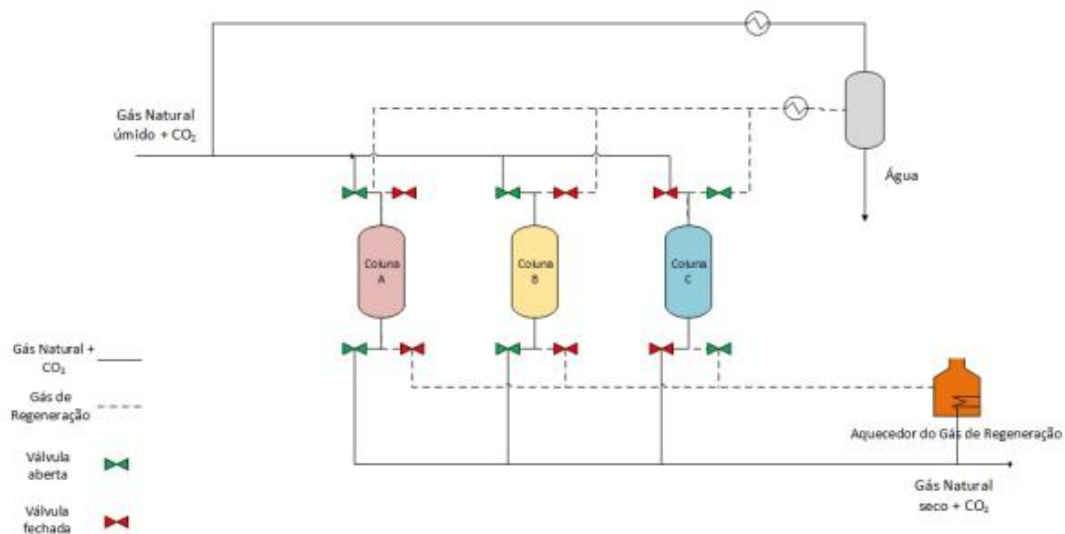 Gás Natural
úmido + CO₂
Água
Coluna
A
Coluna
B
Coluna
C
Gás Natural +
CO₂
Gás de
Regeneração
Válvula
aberta
Válvula
fechada
Aquecedor do Gás de Regeneração
Gás Natural
seco + CO₂